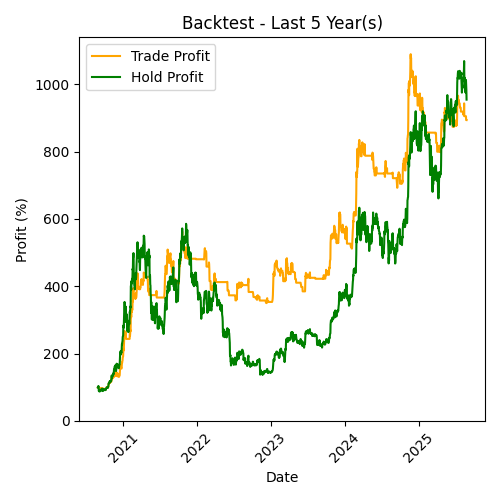 Backtest - Last 5 Year(s)
Trade Profit
Hold Profit
Profit (%)
1000
800
600
400
200
0
2021
2022
2023
2024
2025
Date